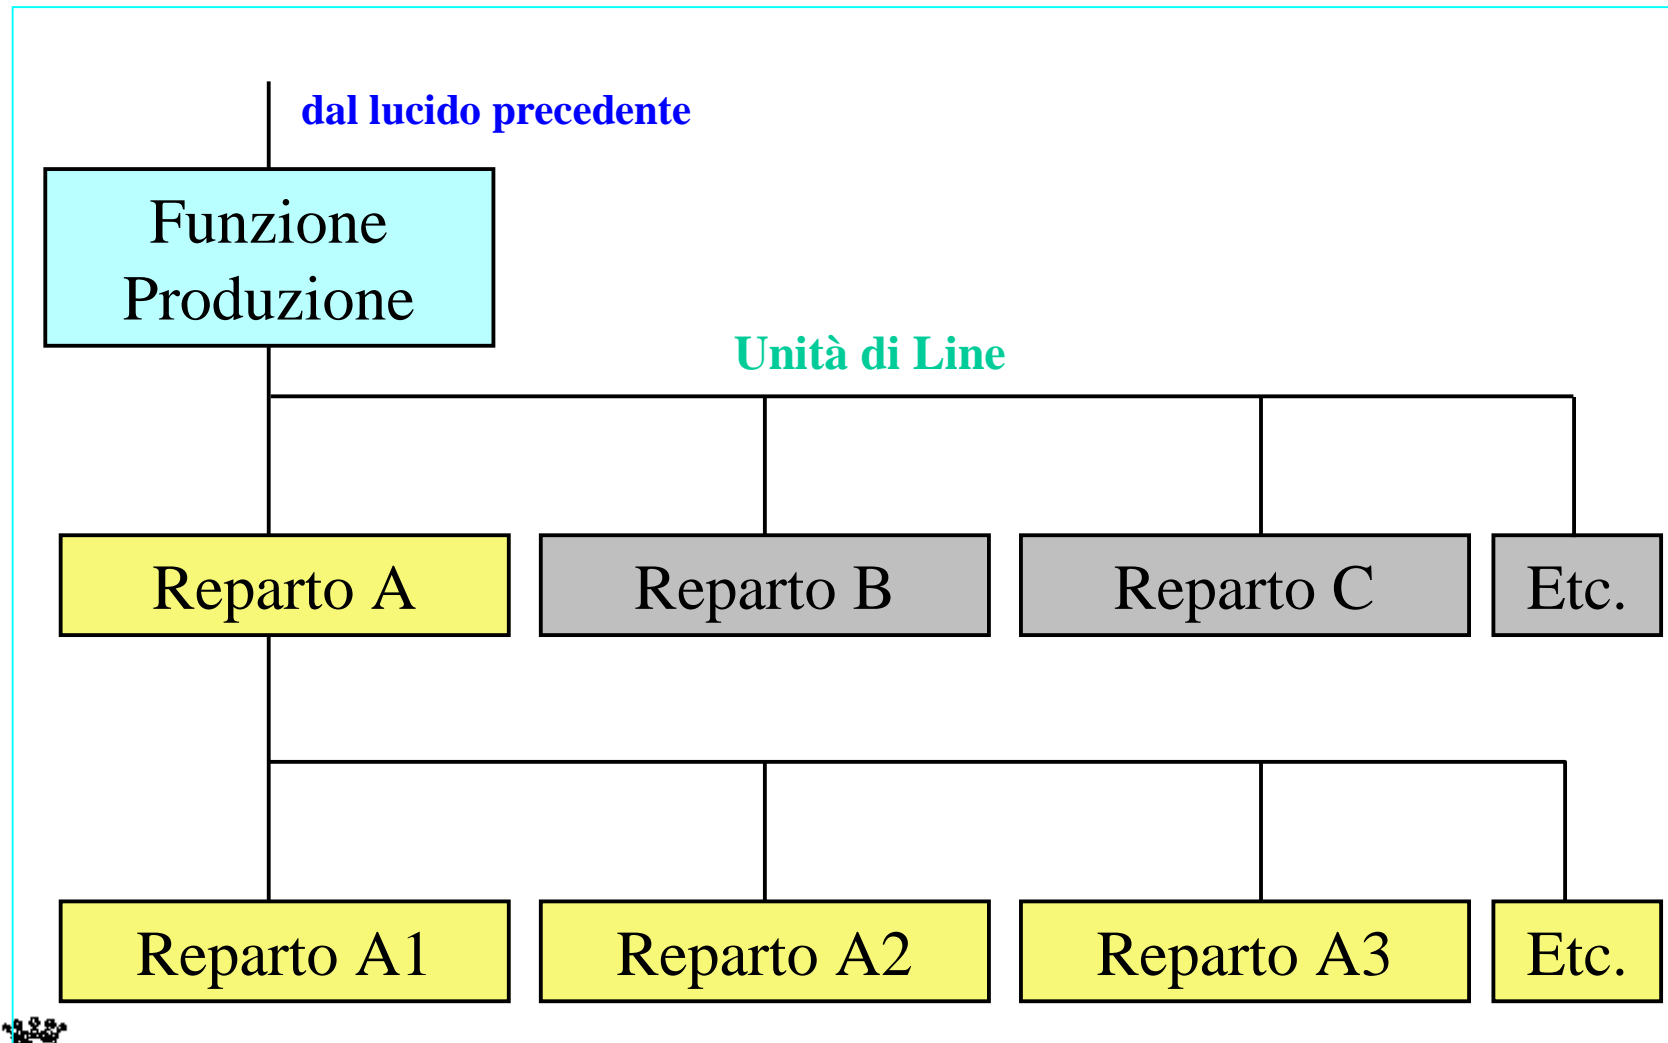 dal lucido precedente
Funzione
Produzione
Unità di Line
Reparto A
Reparto B
Reparto C
Etc.
Reparto A1
Reparto A2
Reparto A3
Etc.